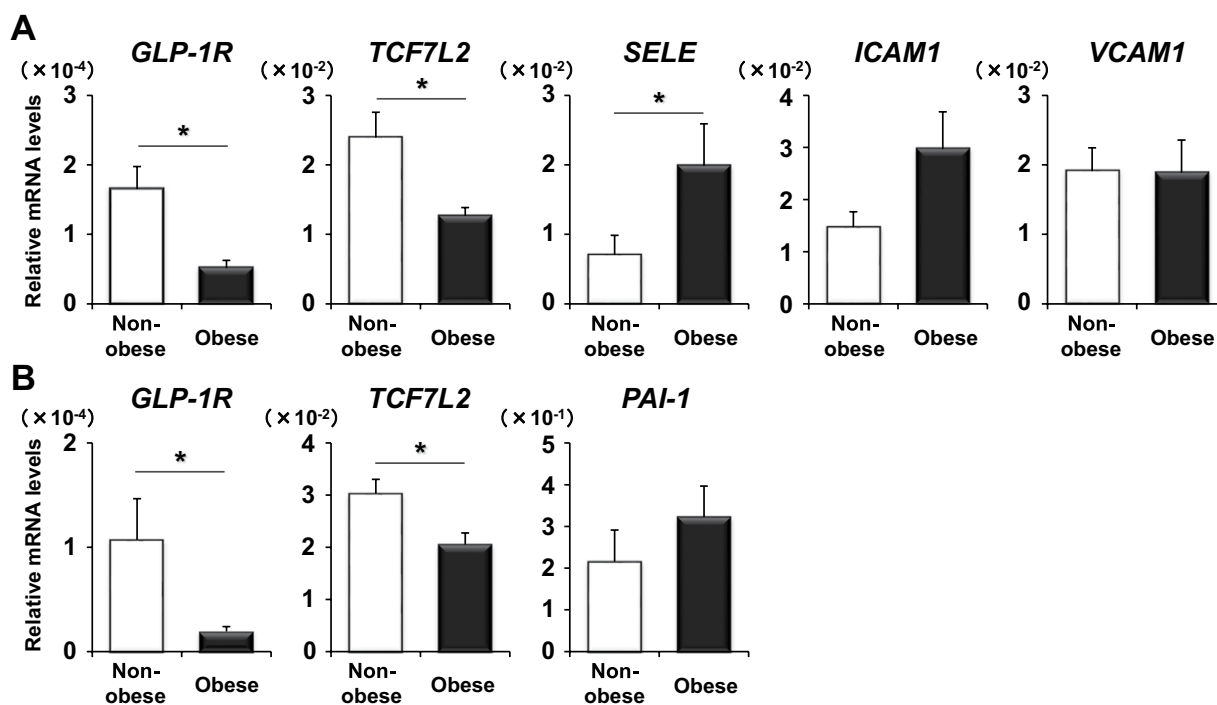 A
GLP-1R TCF7L2 SELE ICAM1 VCAM1
(×10-4) (×10-2) (×10-2) (×10-2) (×10-2)
Relative mRNA levels
3 3 3 4 3
* * *
2 2 2 3 2
2
1 1 1 1 1
0 0 0 0 0
Non-obese Obese Non-obese Obese Non-obese Obese Non-obese Obese Non-obese Obese
B
GLP-1R TCF7L2 PAI-1
(×10-4) (×10-2) (×10-1)
Relative mRNA levels
2 4 5
* *
3 4
1 2 3
2
1 1
0 0 0
Non-obese Obese Non-obese Obese Non-obese Obese